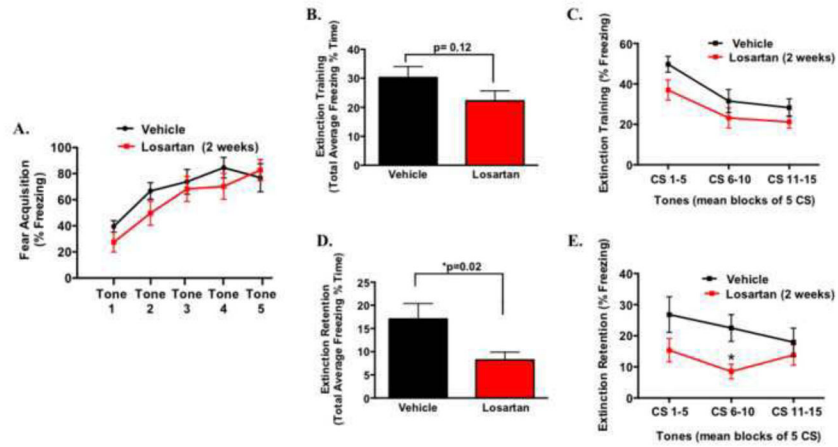 A.
Vehicle
Losartan (2 weeks)
Fear Acquisition
(% Freezing)
100
80
60
40
20
0
Tone Tone Tone Tone Tone
1 2 3 4 5
B.
p= 0.12
Extinction Training
(Total Average Freezing % Time)
40
30
20
10
0
Vehicle Losartan
C.
Vehicle
Losartan (2 weeks)
Extinction Training (% Freezing)
60
40
20
0
CS 1-5 CS 6-10 CS 11-15
Tones (mean blocks of 5 CS)
D.
*p=0.02
Extinction Retention
(Total Average Freezing % Time)
25
20
15
10
5
0
Vehicle Losartan
E.
Vehicle
Losartan (2 weeks)
Extinction Retention (% Freezing)
40
30
20
10
0
*
CS 1-5 CS 6-10 CS 11-15
Tones (mean blocks of 5 CS)